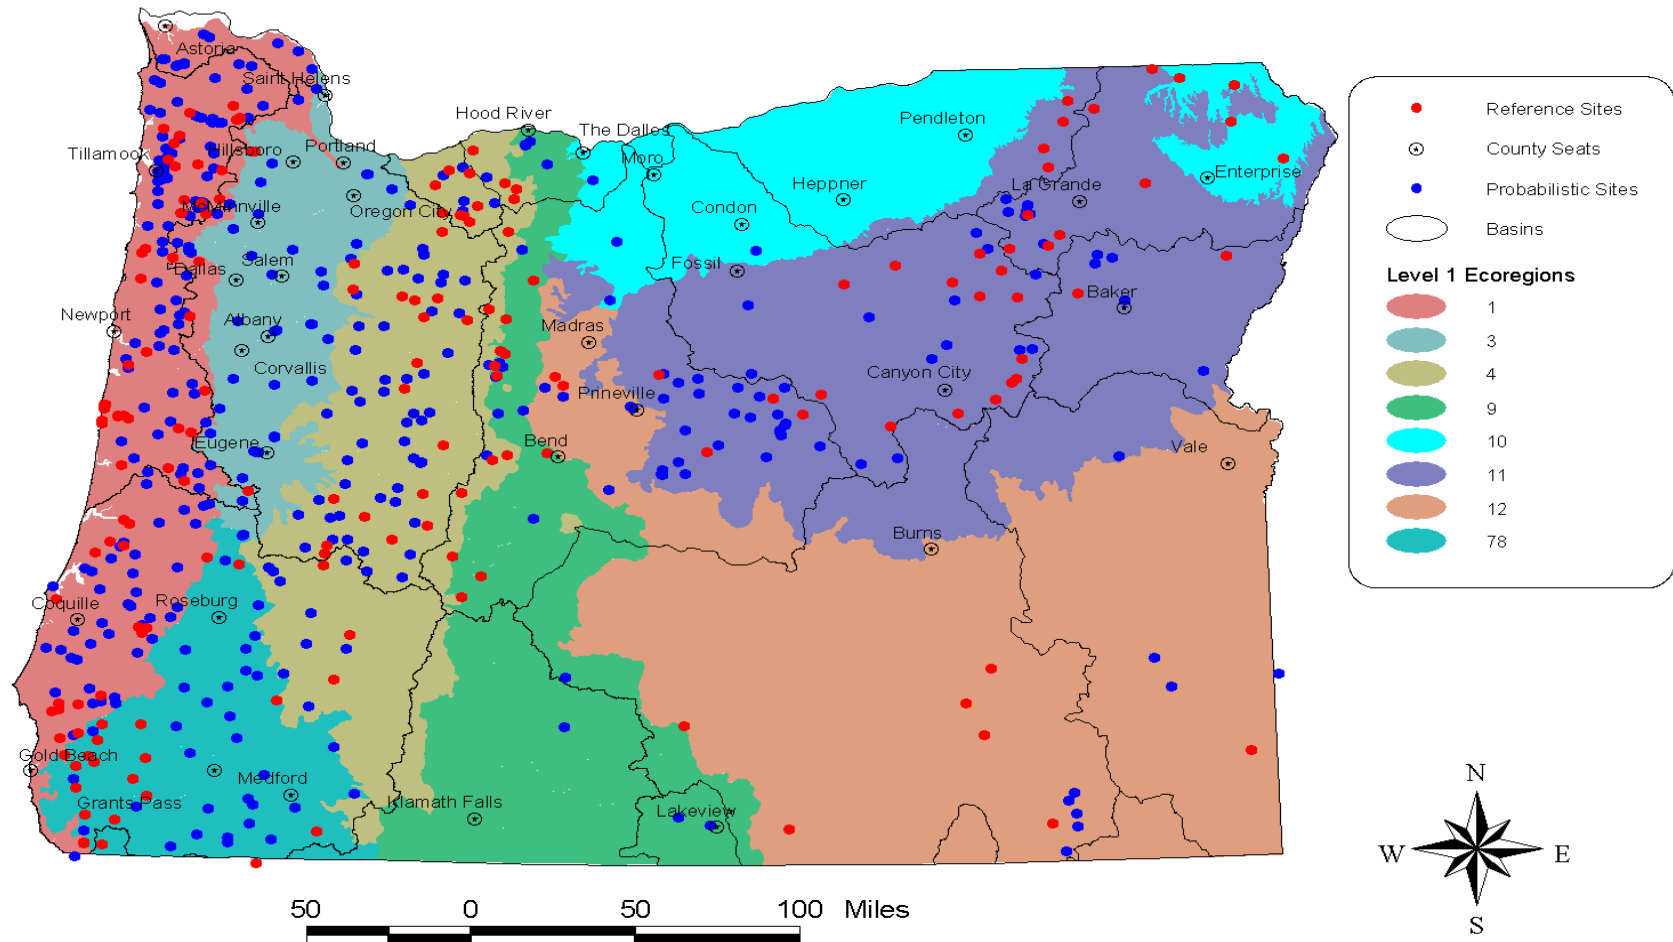 Astoria
Saint Helens
Hood River
The Dalles
Pendleton
Tillamook
Hillsboro
Portland
Moro
La Grande
Enterprise
Heppner
McMinnville
Oregon City
Condon
Dallas
Salem
Fossil
Baker
Newport
Albany
Madras
Corvallis
Canyon City
Prineville
Eugene
Bend
Vale
Burns
Coquille
Roseburg
Gold Beach
Medford
Grants Pass
Klamath Falls
Lakeview
Reference Sites
County Seats
Probabilistic Sites
Basins
Level 1 Ecoregions
1
3
4
9
10
11
12
78
N
W E
S
50 0 50 100 Miles